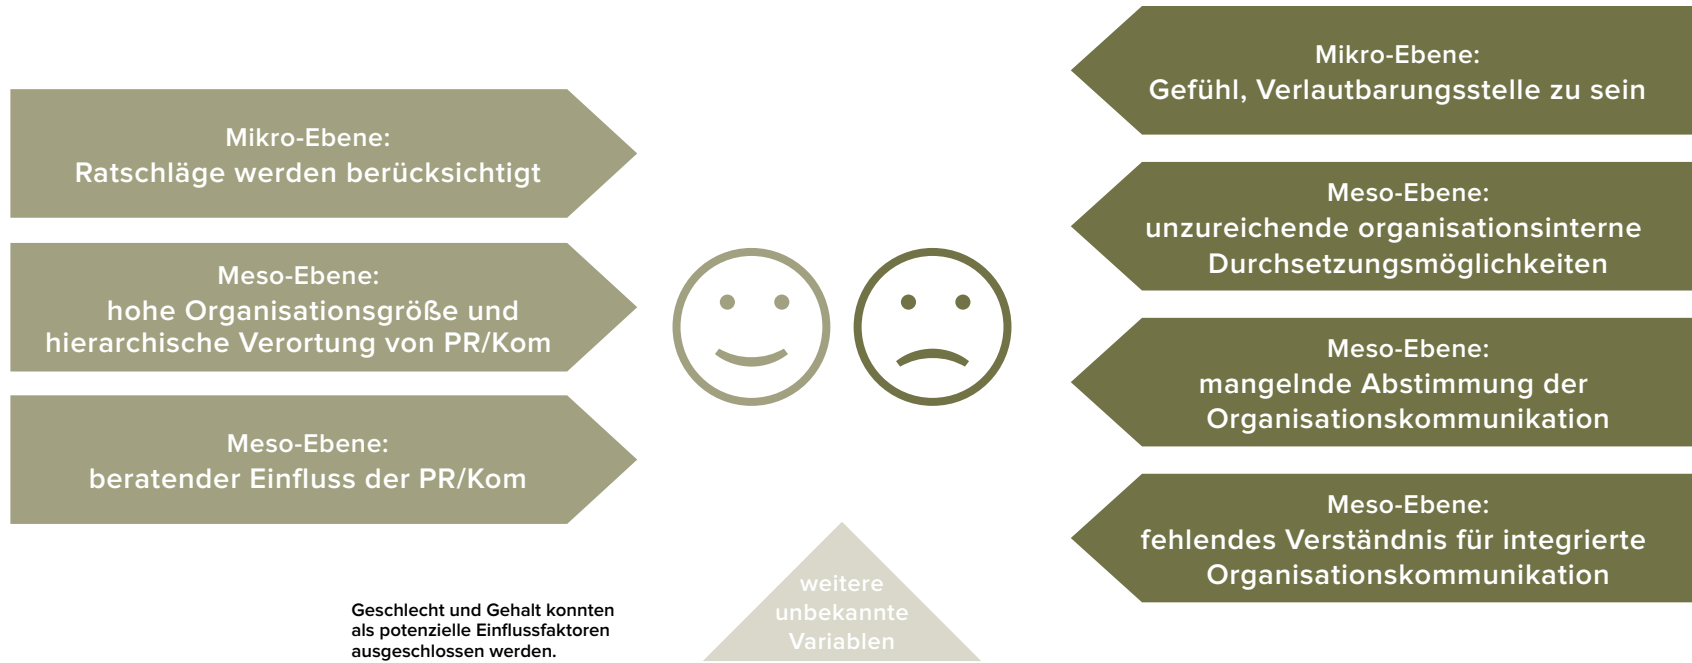 Mikro-Ebene:
Ratschläge werden berücksichtigt
Meso-Ebene:
hohe Organisationsgröße und
hierarchische Verortung von PR/Kom
Meso-Ebene:
beratender Einfluss der PR/Kom
Mikro-Ebene:
Gefühl, Verlautbarungsstelle zu sein
Meso-Ebene:
unzureichende organisationsinterne
Durchsetzungsmöglichkeiten
Meso-Ebene:
mangelnde Abstimmung der
Organisationskommunikation
Meso-Ebene:
fehlendes Verständnis für integrierte
Organisationskommunikation
weitere
unbekannte
Variablen
Geschlecht und Gehalt konnten
als potenzielle Einflussfaktoren
ausgeschlossen werden.